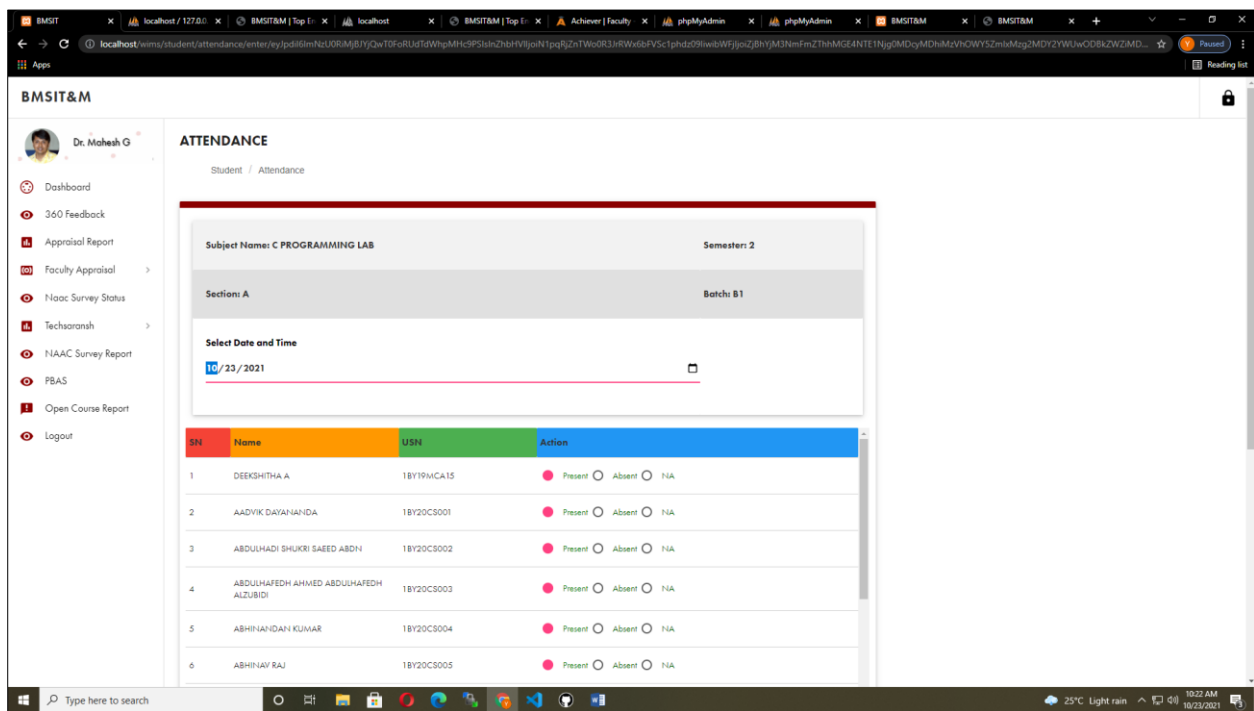 BMSIT
localhost / 127.0.0.
BMSIT&M | Top En
localhost
BMSIT&M | Top En
Achiever | Faculty
phpMyAdmin
phpMyAdmin
BMSIT&M
BMSIT&M
Paused
Apps
Reading list
BMSIT&M
Dr. Mahesh G
Dashboard
360 Feedback
Appraisal Report
Faculty Appraisal
Naac Survey Status
Techsaransh
NAAC Survey Report
PBAS
Open Course Report
Logout
ATTENDANCE
Student / Attendance
Subject Name: C PROGRAMMING LAB Semester: 2
Section: A Batch: B1
Select Date and Time
10/23/2021
SN Name USN Action
1 DEEKSHITHA A 1BY19MCA15 Present Absent NA
2 AADVIK DAYANANDA 1BY20CS001 Present Absent NA
3 ABDULHADI SHUKRI SAEED ABDN 1BY20CS002 Present Absent NA
4 ABDULHAFEDH AHMED ABDULHAFEDH ALZUBIDI 1BY20CS003 Present Absent NA
5 ABHINANDAN KUMAR 1BY20CS004 Present Absent NA
6 ABHINAV RAJ 1BY20CS005 Present Absent NA
Type here to search
25°C Light rain
10:22 AM
10/23/2021